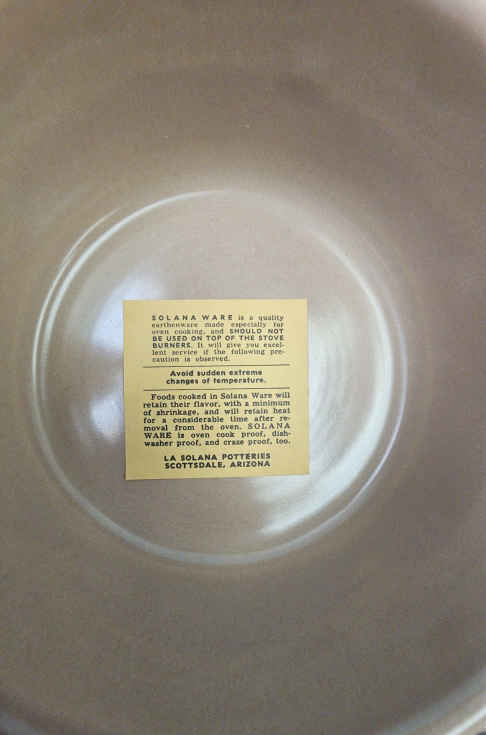 SOLANA WARE is a quality
earthenware made especially for
oven cooking, and SHOULD NOT
BE USED ON TOP OF THE STOVE
BURNERS. It will give you excel-
lent service if the following pre-
caution is observed.
Avoid sudden extreme
changes of temperature.
Foods cooked in Solana Ware will
retain their flavor, with a minimum
of shrinkage, and will retain heat
for a considerable time after re-
moval from the oven. SOLANA
WARE is oven cook proof, dish-
washer proof, and craze proof, too.
LA SOLANA POTTERIES
SCOTTSDALE, ARIZONA